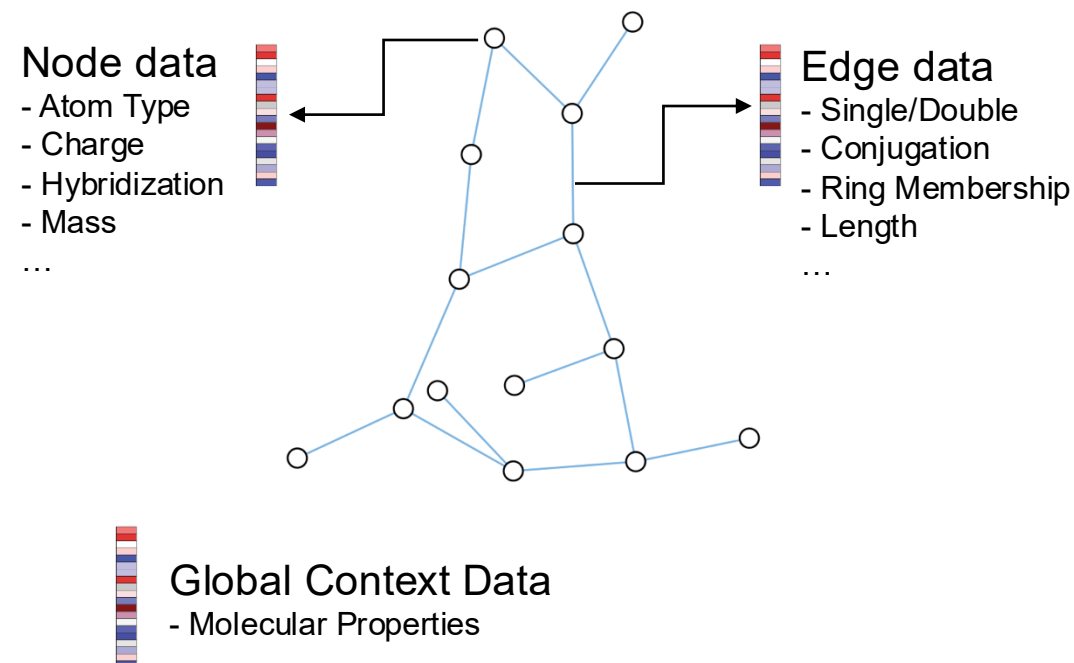 Node data
- Atom Type
- Charge
- Hybridization
- Mass
...
Edge data
- Single/Double
- Conjugation
- Ring Membership
- Length
...
Global Context Data
- Molecular Properties